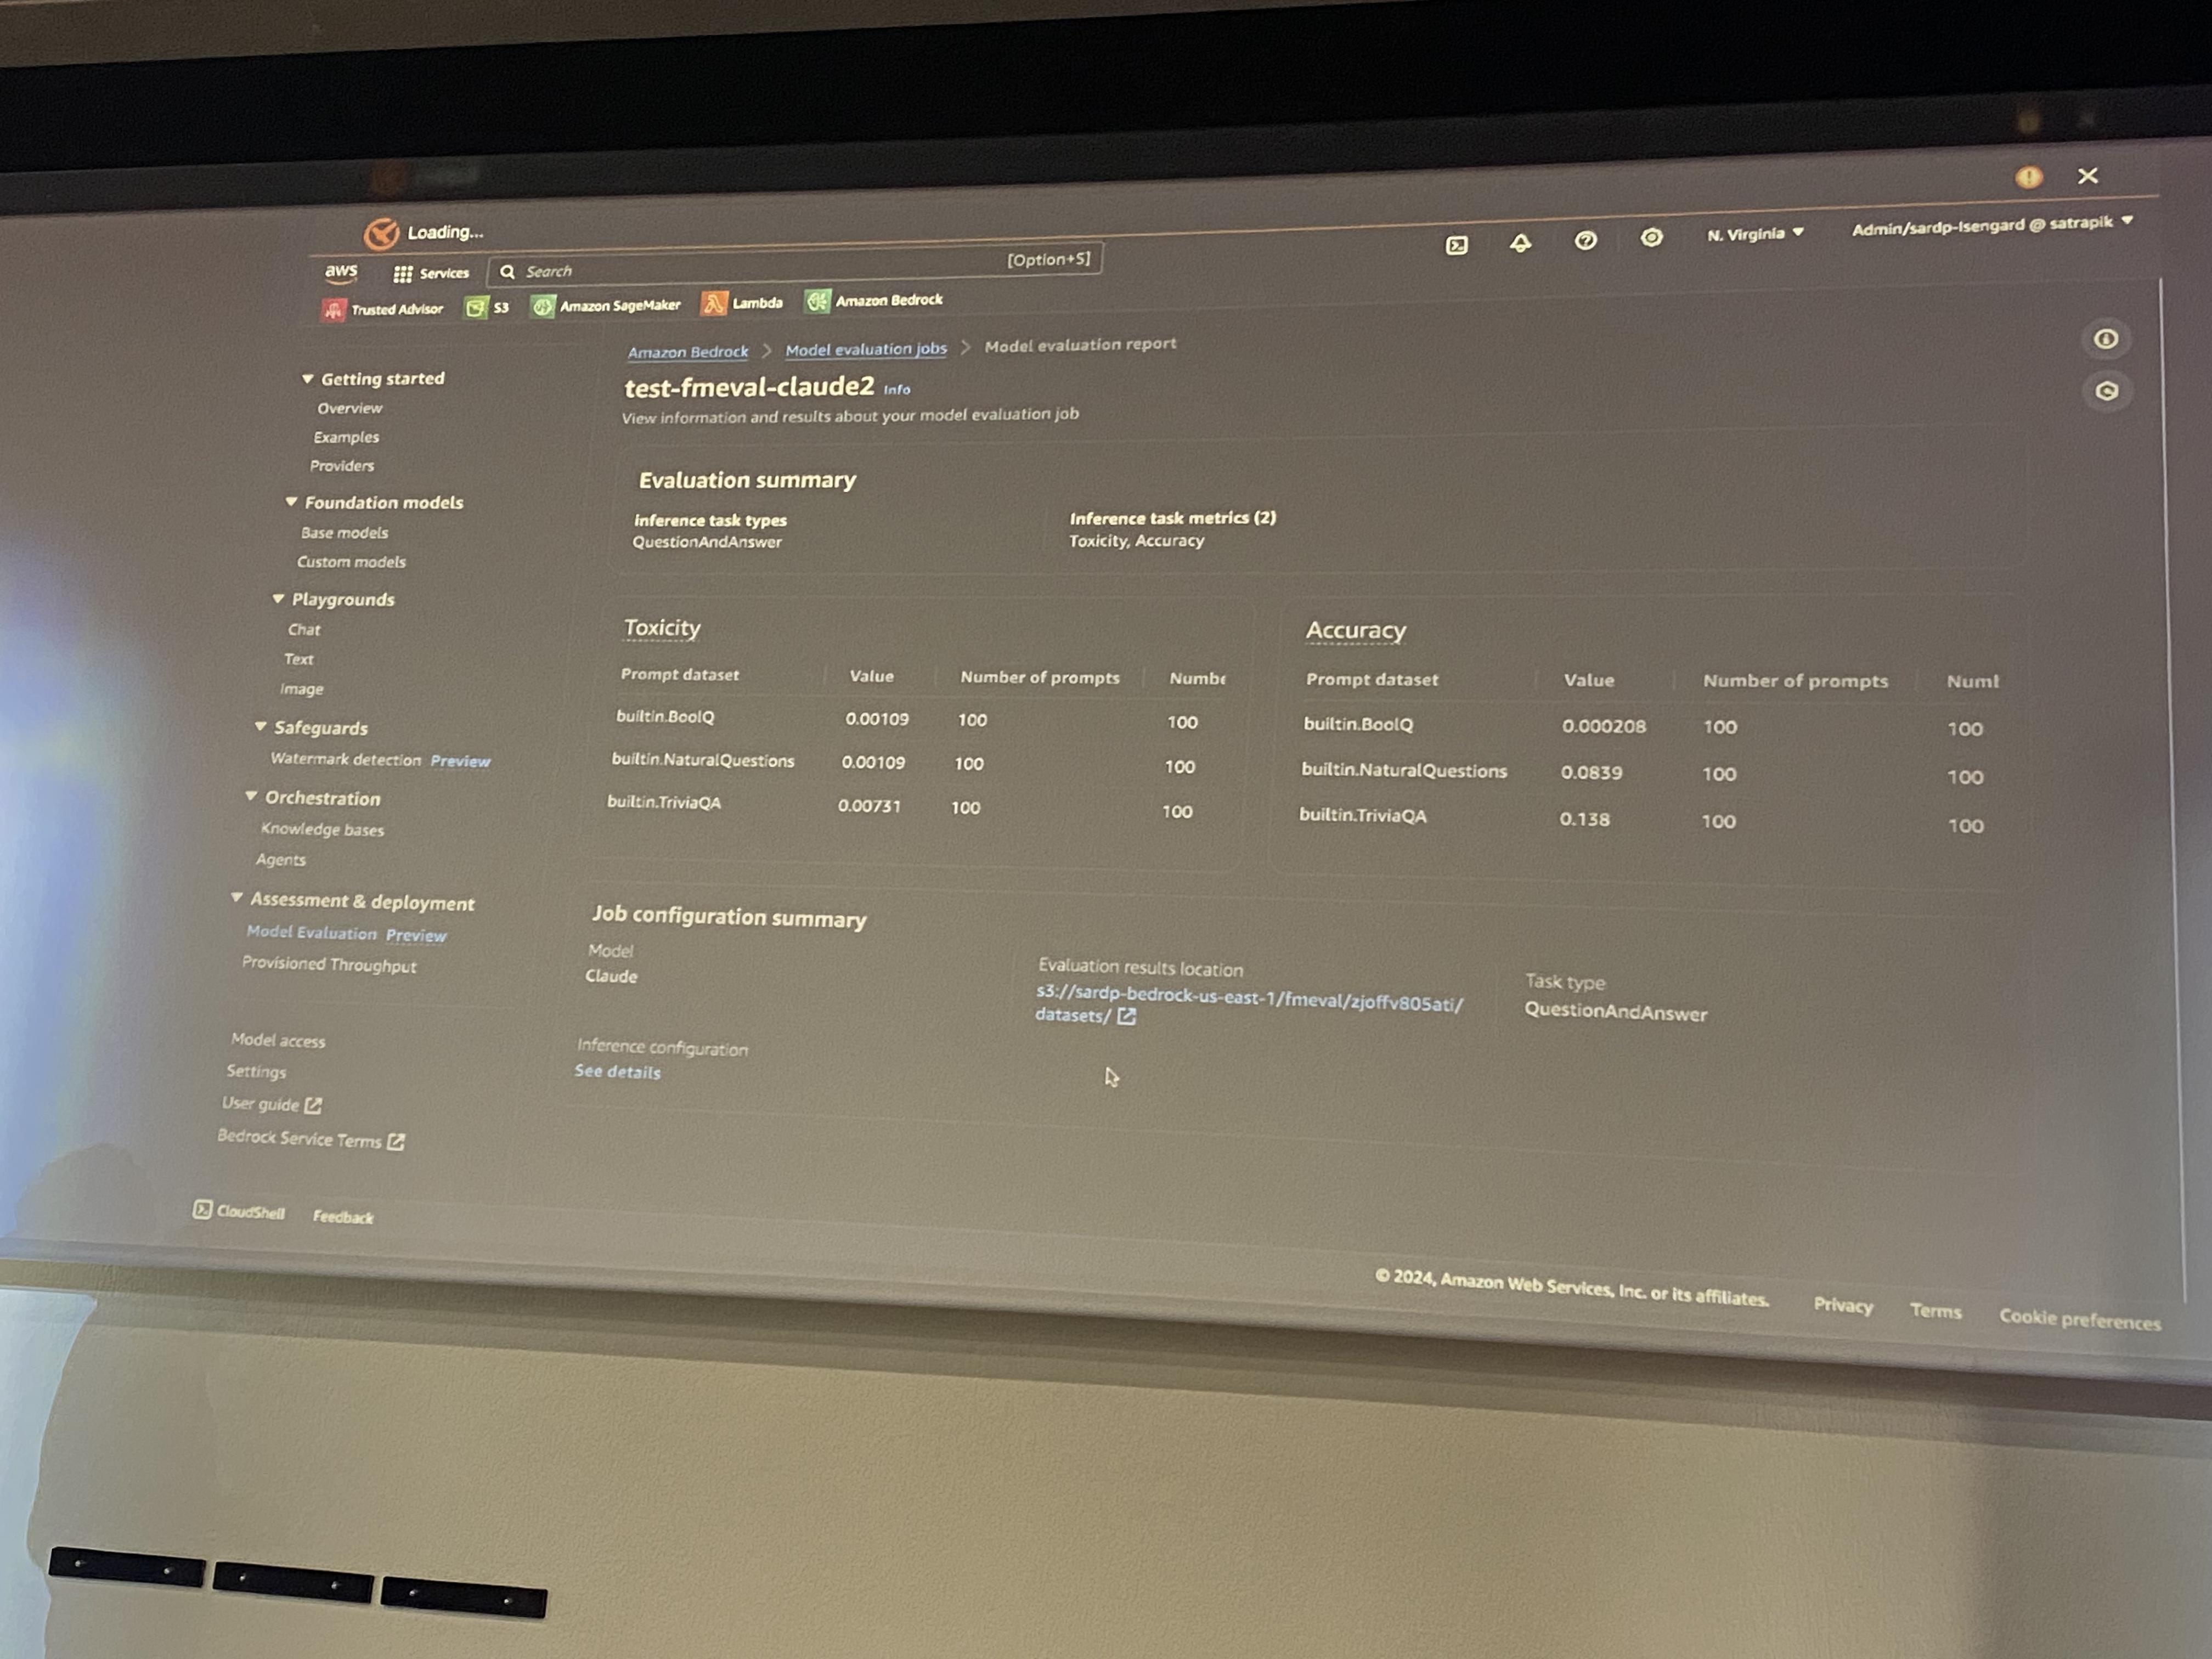 Loading...
aws Services Search [Option+S] N. Virginia Admin/sardp-Isengard @ satrapik
Trusted Advisor S3 Amazon SageMaker Lambda Amazon Bedrock
Getting started
Overview
Examples
Providers
Foundation models
Base models
Custom models
Playgrounds
Chat
Text
Image
Safeguards
Watermark detection Preview
Orchestration
Knowledge bases
Agents
Assessment & deployment
Model Evaluation Preview
Provisioned Throughput
Model access
Settings
User guide
Bedrock Service Terms
Amazon Bedrock > Model evaluation jobs > Model evaluation report
test-fmeval-claude2 Info
View information and results about your model evaluation job
Evaluation summary
Inference task types
QuestionAndAnswer
Inference task metrics (2)
Toxicity, Accuracy
Toxicity
Prompt dataset Value Number of prompts Numbe
builtin.BoolQ 0.00109 100 100
builtin.NaturalQuestions 0.00109 100 100
builtin.TriviaQA 0.00731 100 100
Accuracy
Prompt dataset Value Number of prompts Numl
builtin.BoolQ 0.000208 100 100
builtin.NaturalQuestions 0.0839 100 100
builtin.TriviaQA 0.138 100 100
Job configuration summary
Model
Claude
Evaluation results location
s3://sardp-bedrock-us-east-1/fmeval/zjoffv805ati/
datasets/
Task type
QuestionAndAnswer
Inference configuration
See details
CloudShell Feedback
© 2024, Amazon Web Services, Inc. or its affiliates. Privacy Terms Cookie preferences